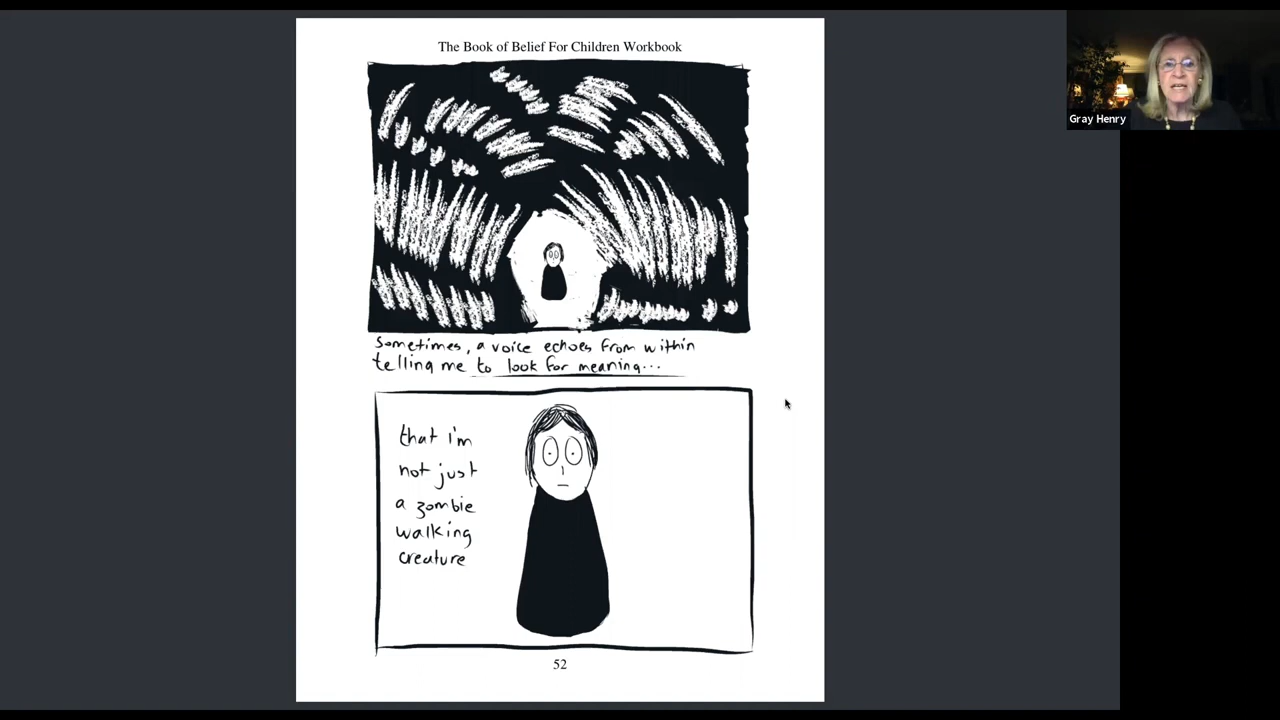 The Book of Belief For Children Workbook
Gray Henry
Sometimes, a voice echoes from within
telling me to look for meaning...
that i'm
not just
a zombie
walking
creature
52